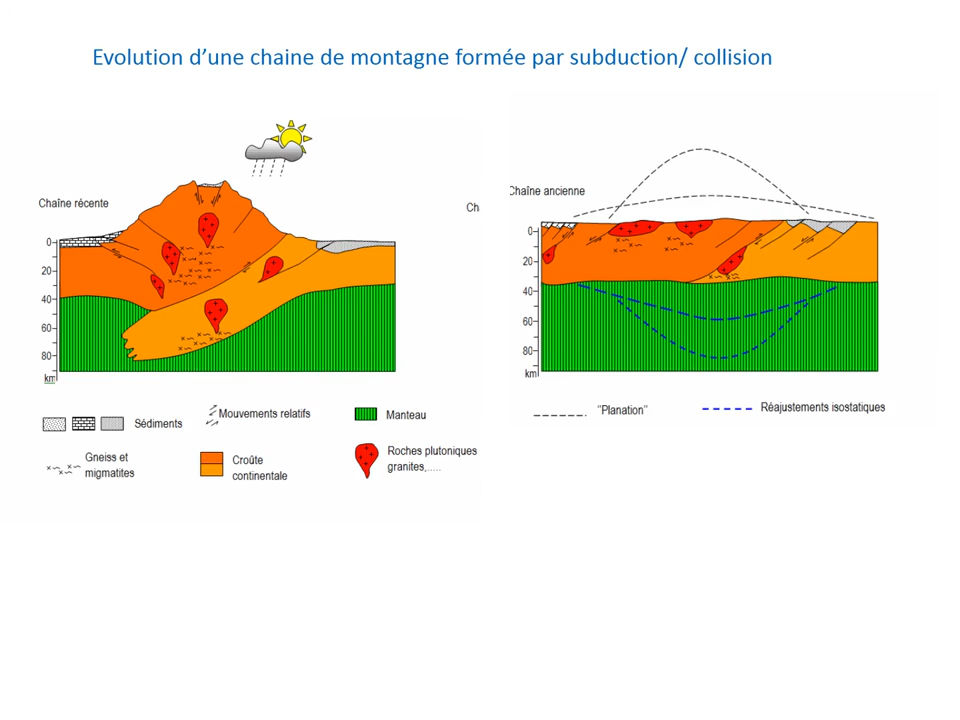 Evolution d’une chaine de montagne formée par subduction/ collision
Chaîne récente
0
20
40
60
80
km
Ch
Chaîne ancienne
0
20
40
60
80
km
Sédiments
Mouvements relatifs
Manteau
Gneiss et
migmatites
Croûte
continentale
Roches plutoniques
granites,.....
"Planation"
Réajustements isostatiques